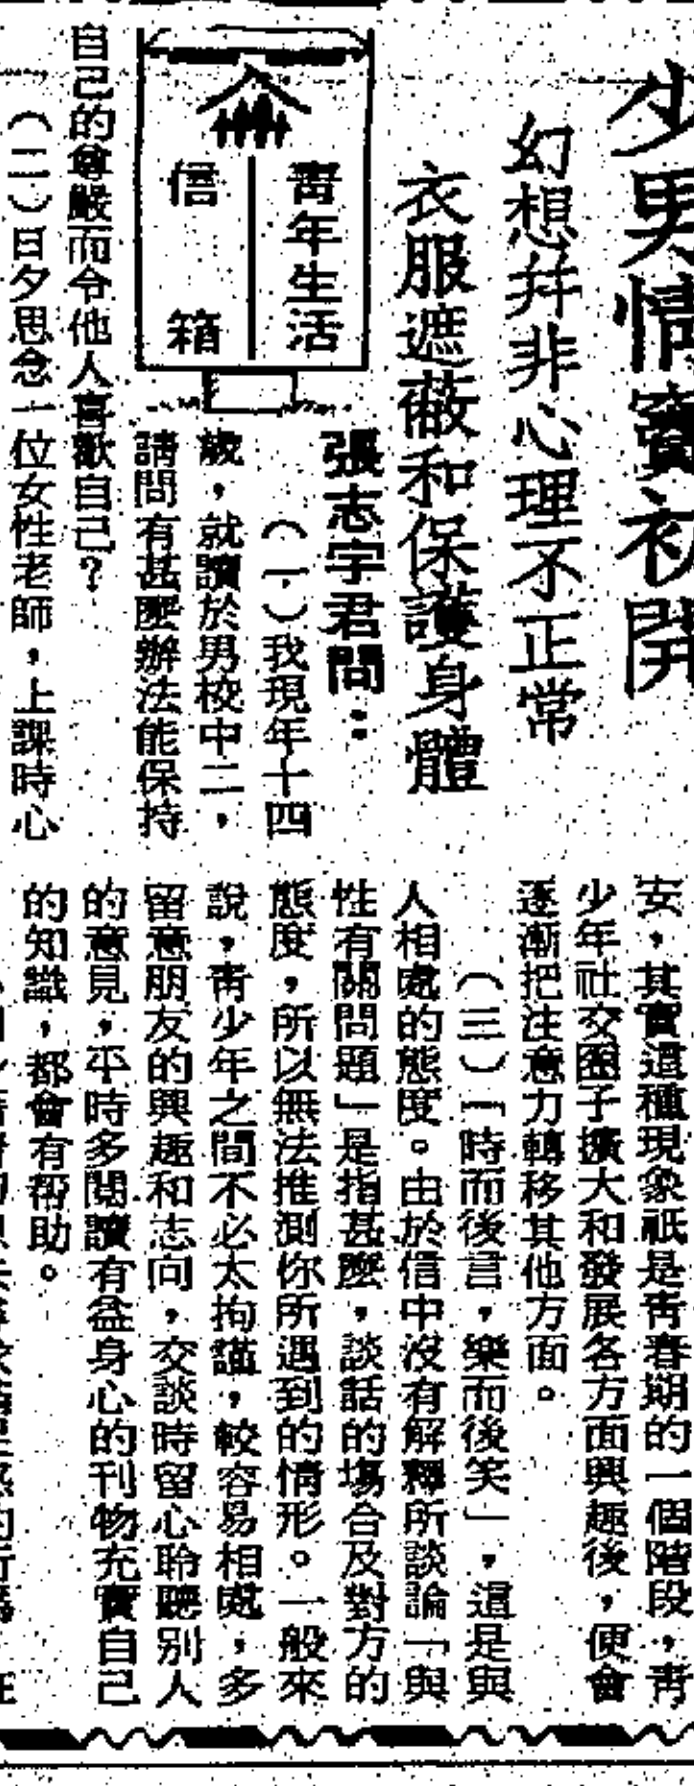 少男情竇初開
幻想幷非心理不正常
衣服遮蔽和保護身體
青年生活
信箱
張志宇君問：
（一）我現年十四
歲，就讀於男校中二，
請問有甚麼辦法能保持
自己的尊嚴而令他人喜歡自己？
（二）日夕思念一位女性老師，上課時心
安，其實這種現象祇是青春期的一個階段，青
少年社交圈子擴大和發展各方面興趣後，便會
逐漸把注意力轉移其他方面。
（三）「時而後言，樂而後笑」，這是與
人相處的態度。由於信中沒有解釋所談論「與
性有關問題」是指甚麼，談話的場合及對方的
態度，所以無法推測你所遇到的情形。一般來
說，青少年之間不必太拘謹，較容易相處，多
留意朋友的興趣和志向，交談時留心聆聽別人
的意見，平時多閱讀有益身心的刊物充實自己
的知識，都會有帮助。